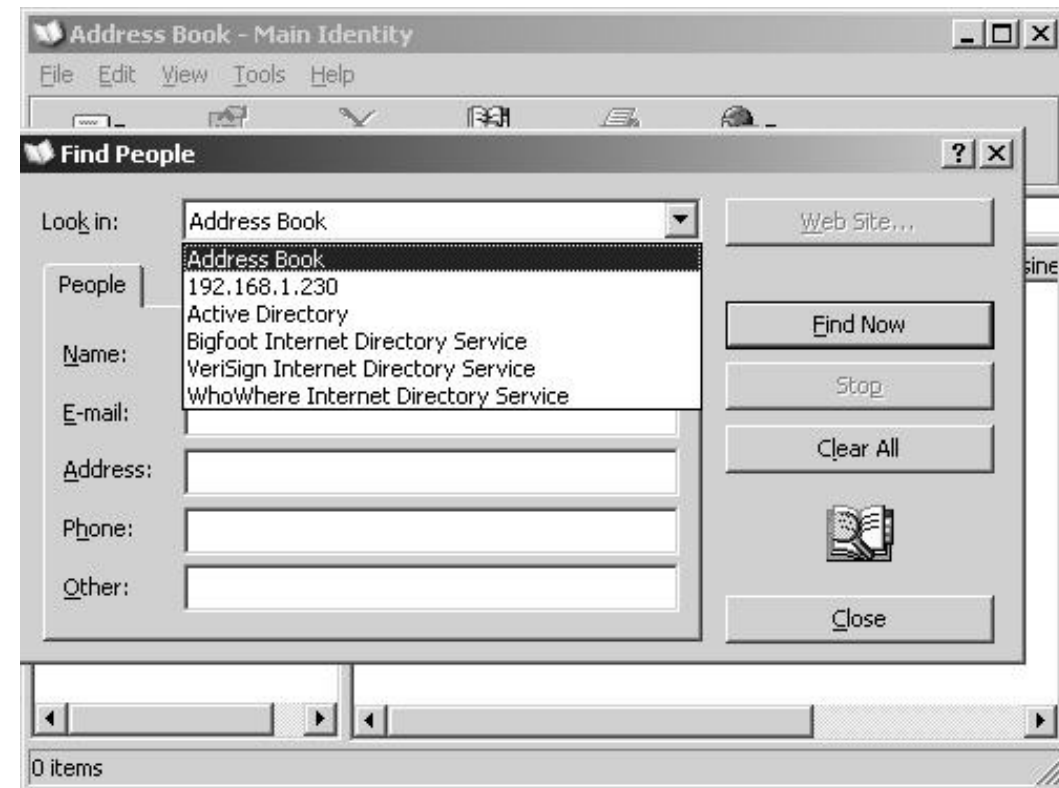 Address Book - Main Identity
File Edit View Tools Help
Find People
Look in:
Address Book
Web Site...
Address Book
192.168.1.230
Active Directory
Bigfoot Internet Directory Service
VeriSign Internet Directory Service
WhoWhere Internet Directory Service
People
sine
Find Now
Name:
Stop
E-mail:
Clear All
Address:
Phone:
Other:
Close
0 items